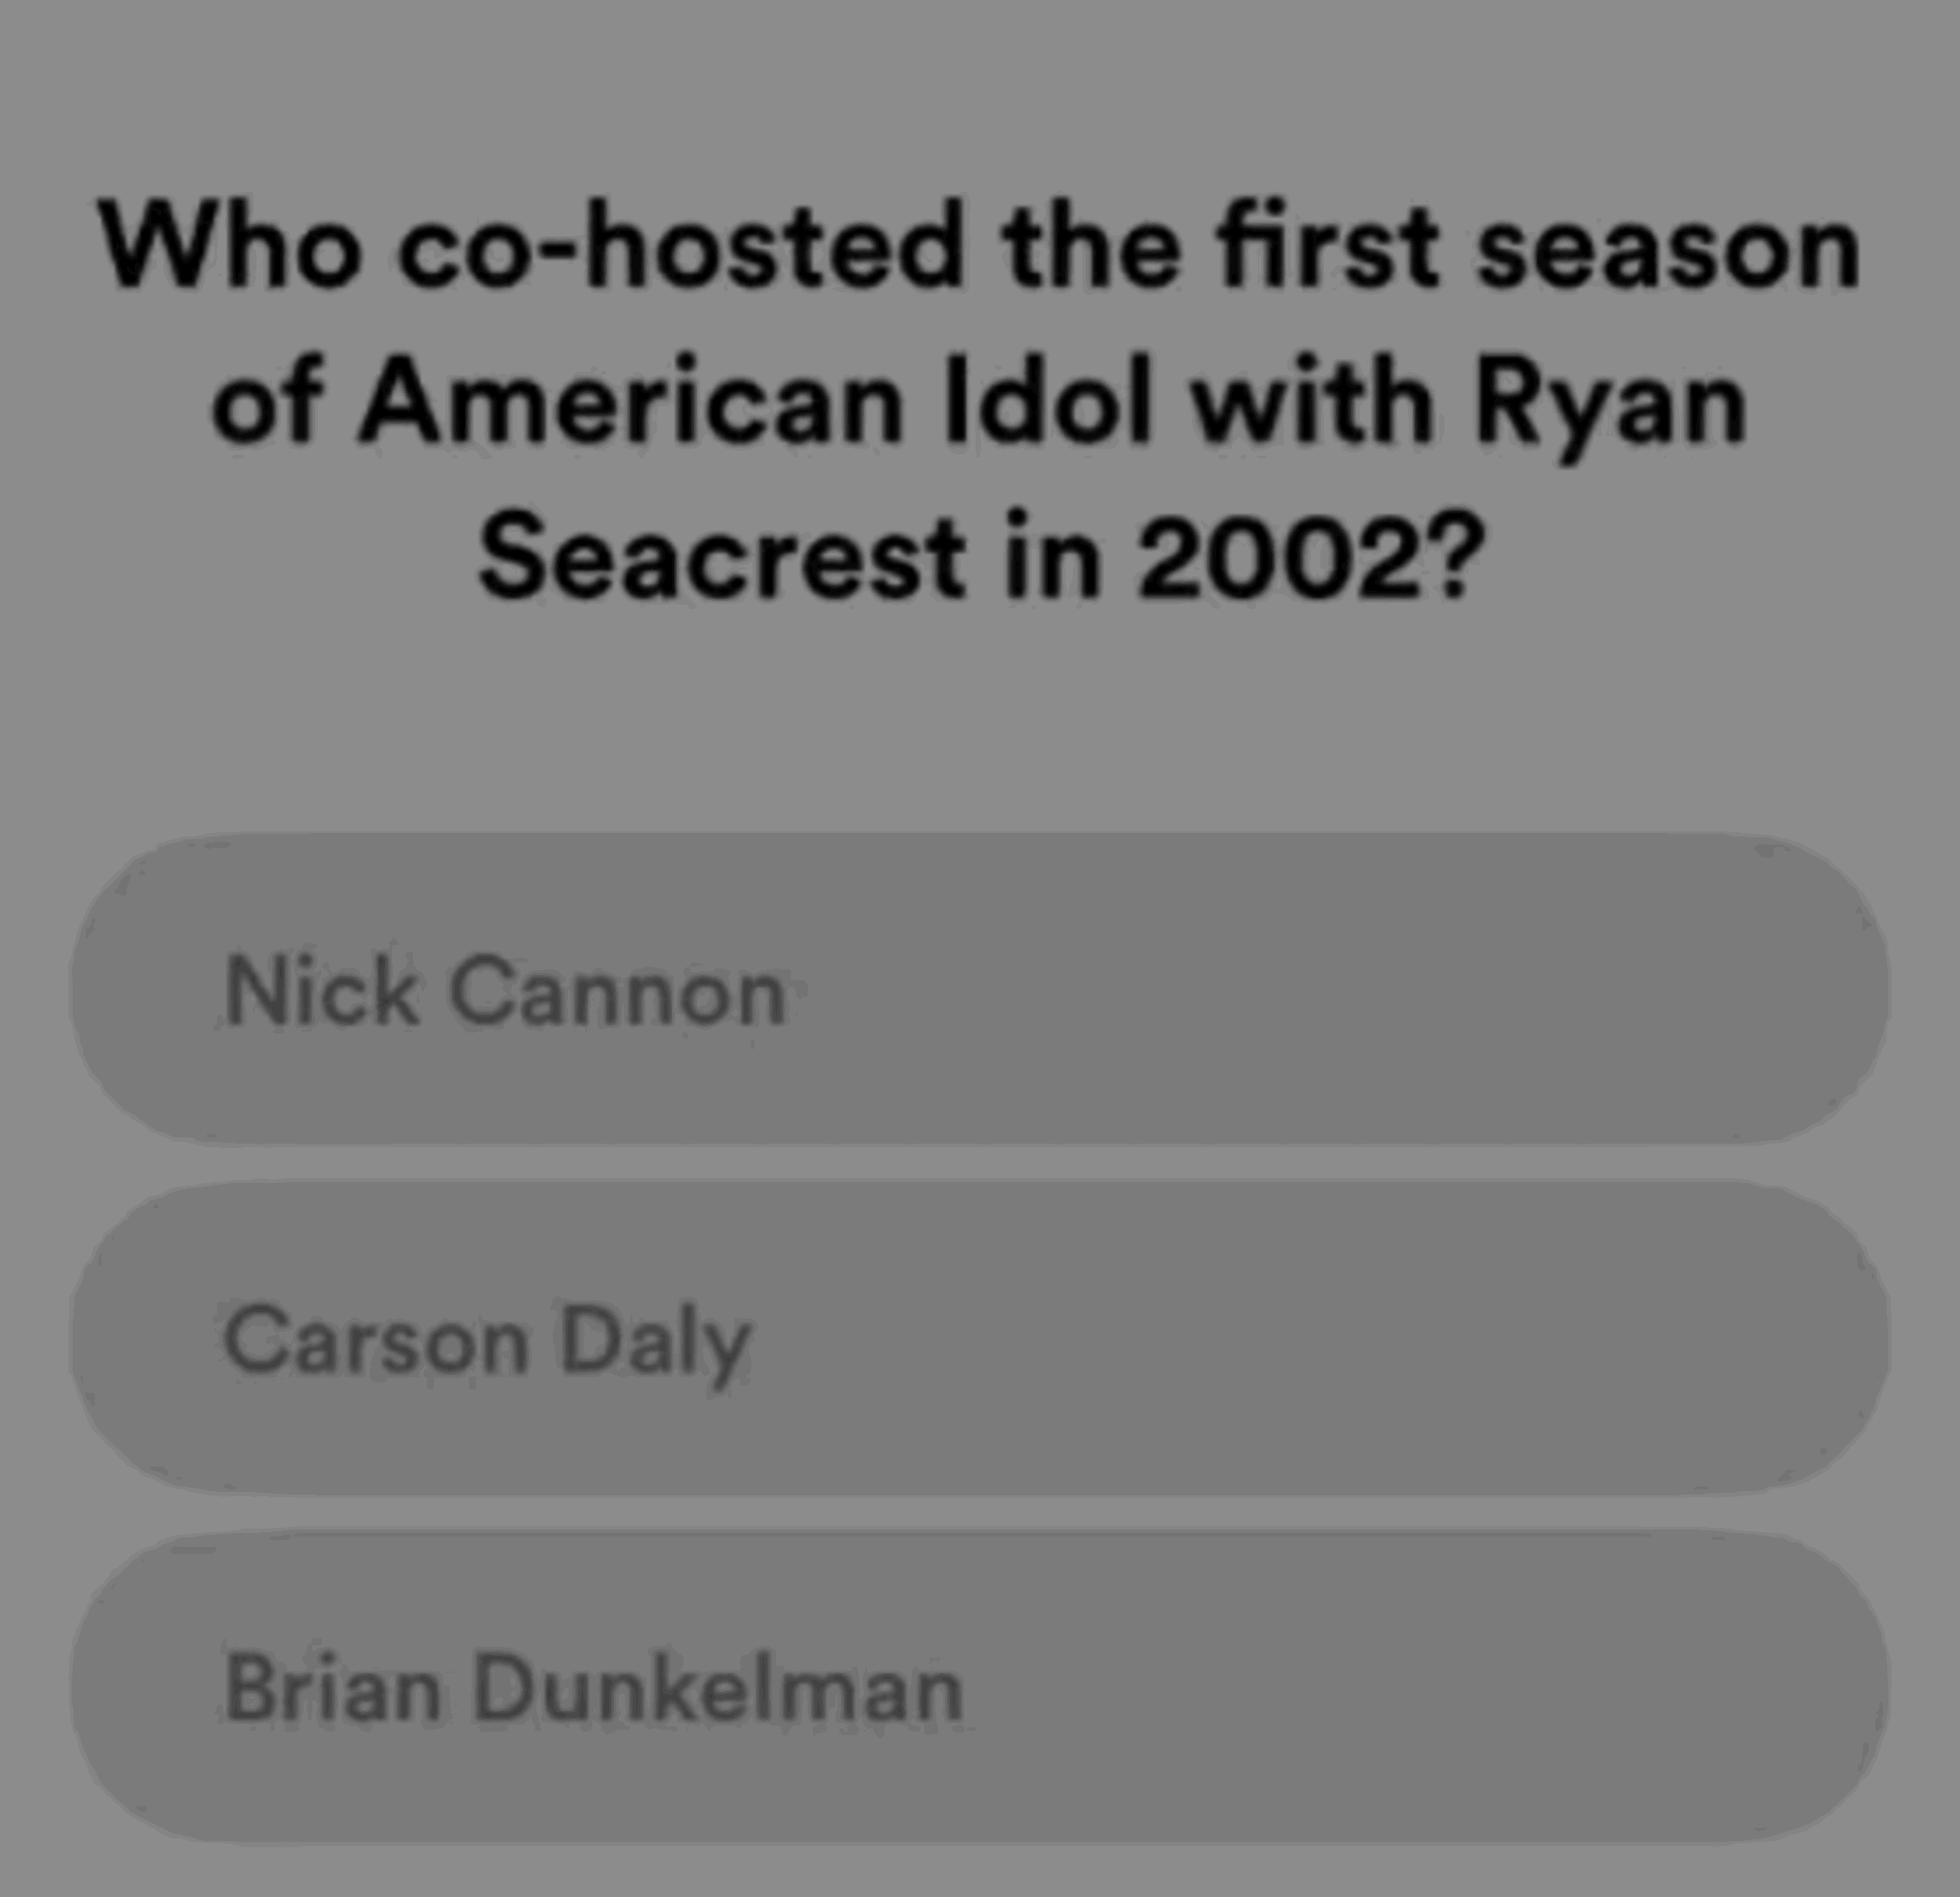 Who co-hosted the first season
of American Idol with Ryan
Seacrest in 2002?
Nick Cannon
Carson Daly
Brian Dunkelman